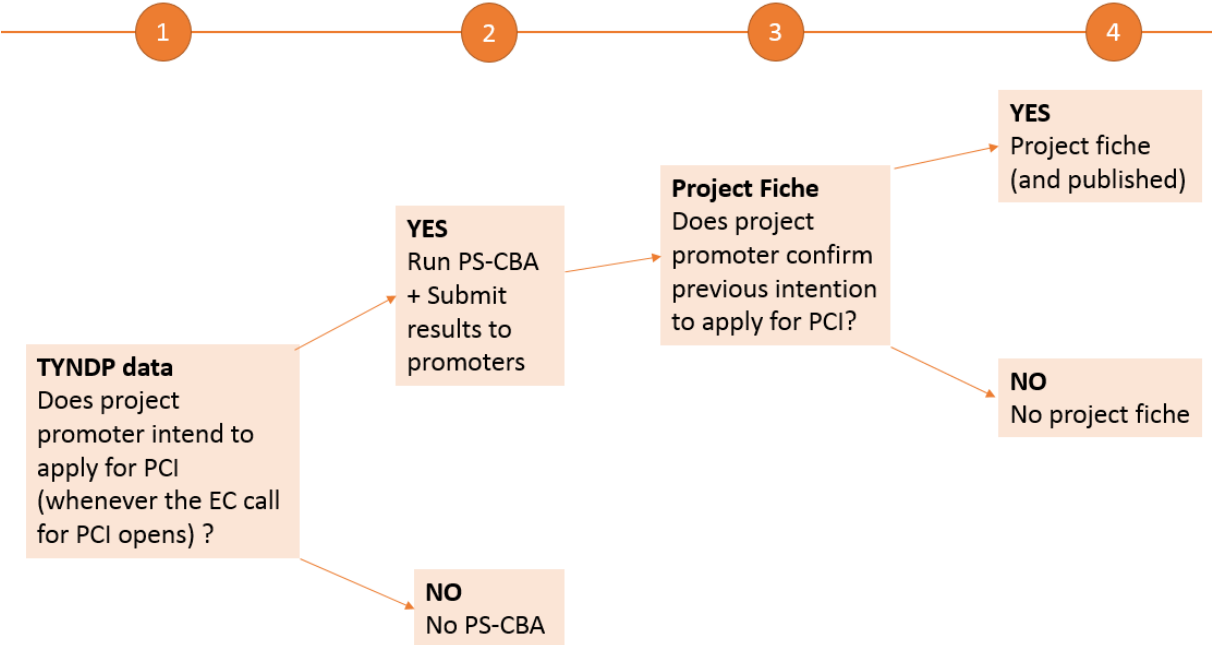 1
2
3
4
TYNDP data
Does project
promoter intend to
apply for PCI
(whenever the EC call
for PCI opens) ?
YES
Run PS-CBA
+ Submit
results to
promoters
NO
No PS-CBA
Project Fiche
Does project
promoter confirm
previous intention
to apply for PCI?
YES
Project fiche
(and published)
NO
No project fiche